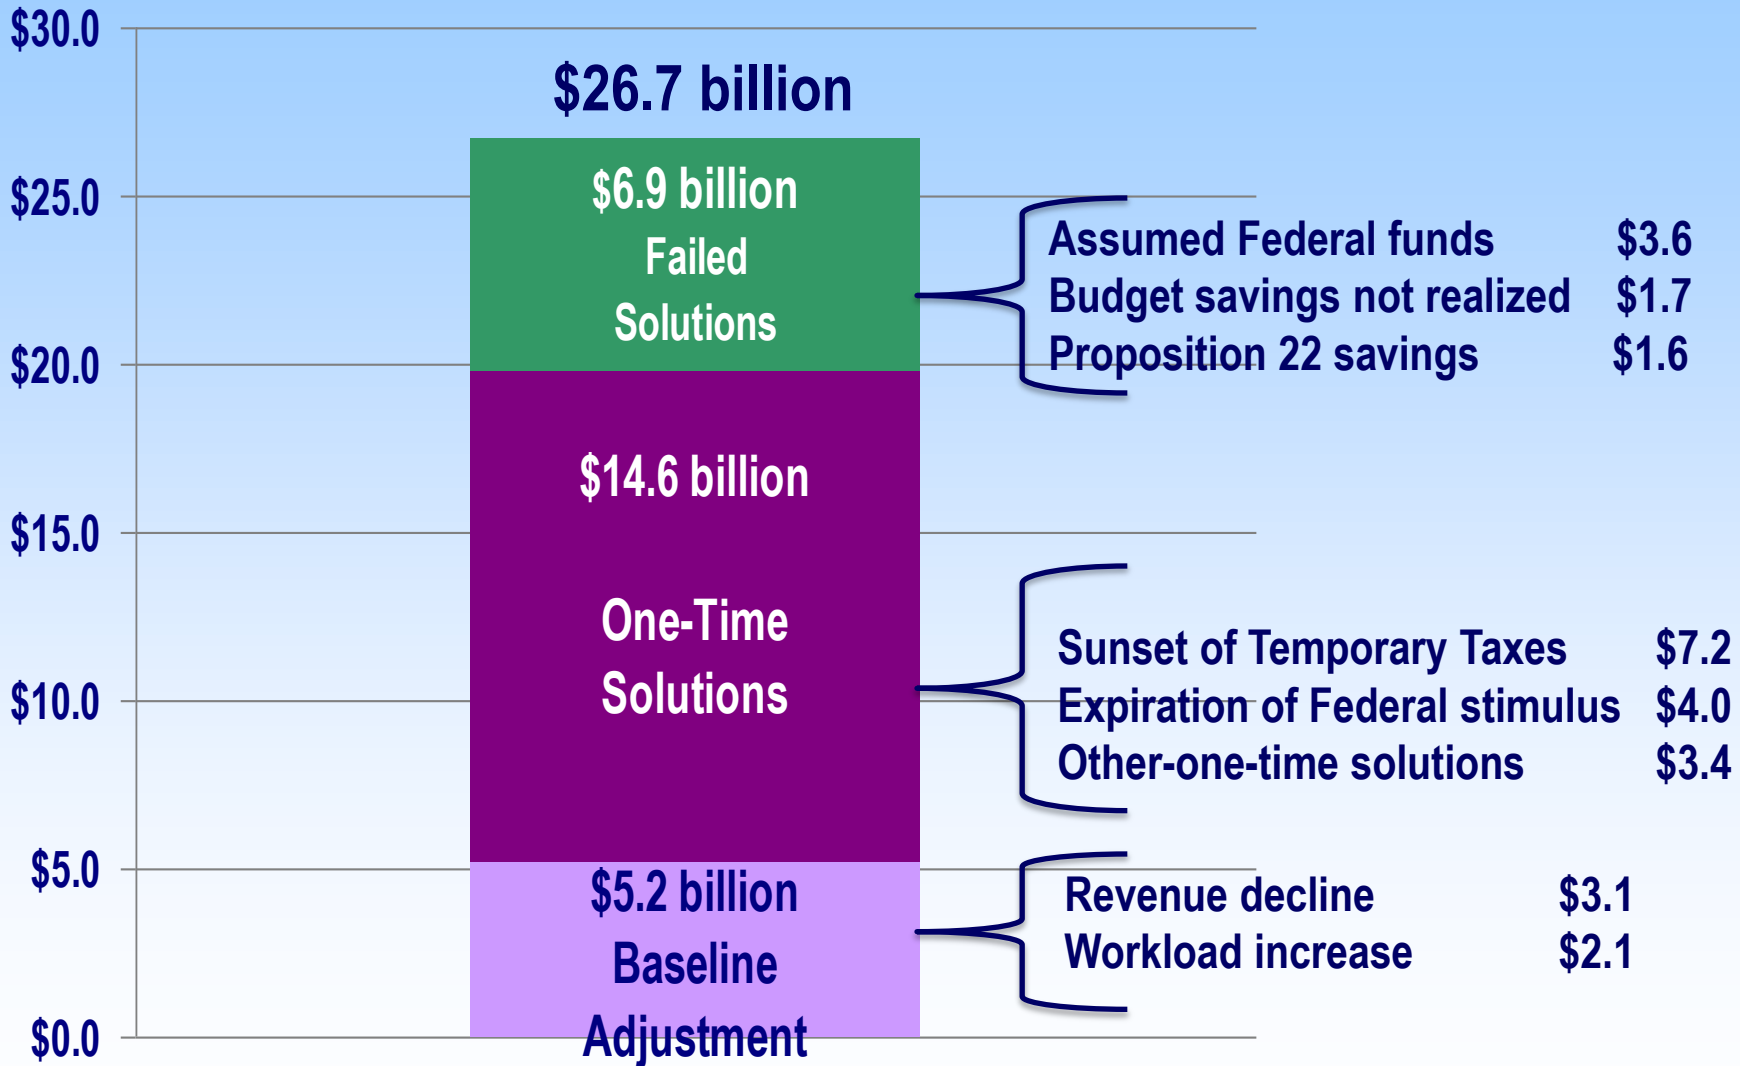 $30.0
$25.0
$20.0
$15.0
$10.0
$5.0
$0.0
$26.7 billion
$6.9 billion
Failed
Solutions
$14.6 billion
One-Time
Solutions
$5.2 billion
Baseline
Adjustment
Assumed Federal funds $3.6
Budget savings not realized $1.7
Proposition 22 savings $1.6
Sunset of Temporary Taxes $7.2
Expiration of Federal stimulus $4.0
Other-one-time solutions $3.4
Revenue decline $3.1
Workload increase $2.1